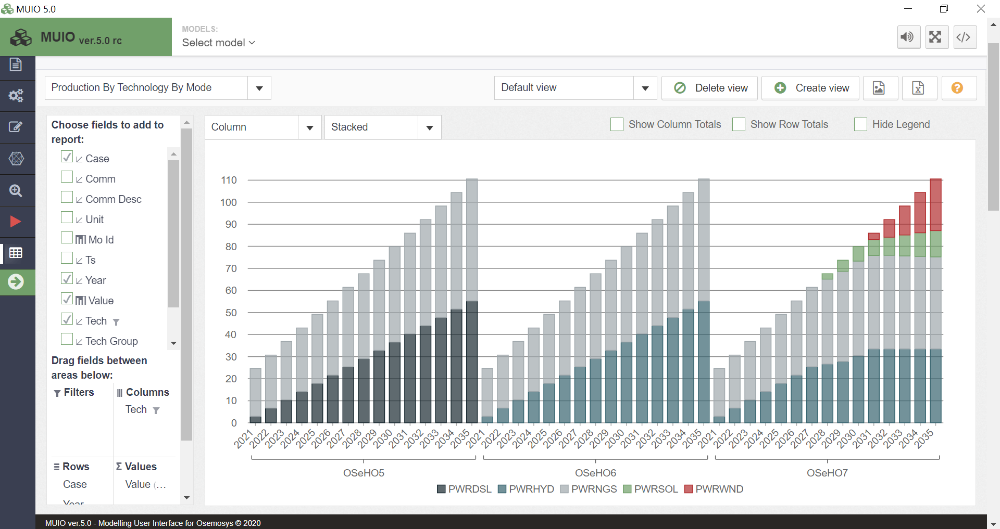 MUIO 5.0
MUIO ver.5.0 rc
MODELS:
Select model
Production By Technology By Mode
Default view
Delete view
Create view
Choose fields to add to
report:
Case
Comm
Comm Desc
Unit
Mo Id
Ts
Year
Value
Tech
Tech Group
Drag fields between
areas below:
Filters
Columns
Tech
Rows
Σ Values
Case
Value (...
Year
Column
Stacked
Show Column Totals
Show Row Totals
Hide Legend
110
100
90
80
70
60
50
40
30
20
10
0
2021 2022 2023 2024 2025 2026 2027 2028 2029 2030 2031 2032 2033 2034 2035 2021 2022 2023 2024 2025 2026 2027 2028 2029 2030 2031 2032 2033 2034 2035 2021 2022 2023 2024 2025 2026 2027 2028 2029 2030 2031 2032 2033 2034 2035
OSeHO5 OSeHO6 OSeHO7
PWRDSL PWRHYD PWRNGS PWRSOL PWRWND
MUIO ver.5.0 - Modelling User Interface for Osemosys © 2020